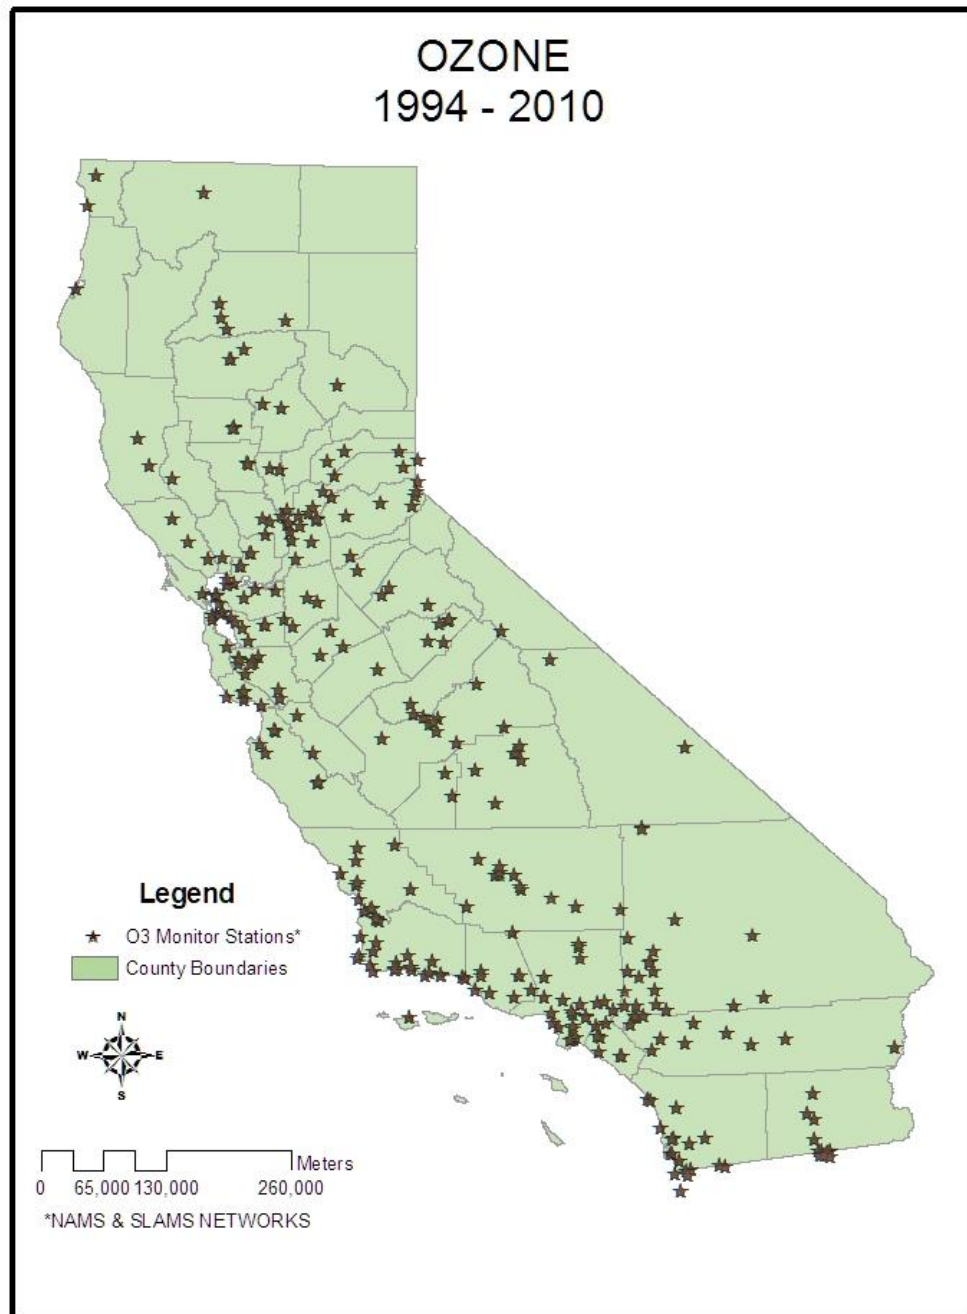 OZONE
1994 - 2010
Legend
O3 Monitor Stations*
County Boundaries
N
W E
S
Meters
0 65,000 130,000 260,000
*NAMS & SLAMS NETWORKS